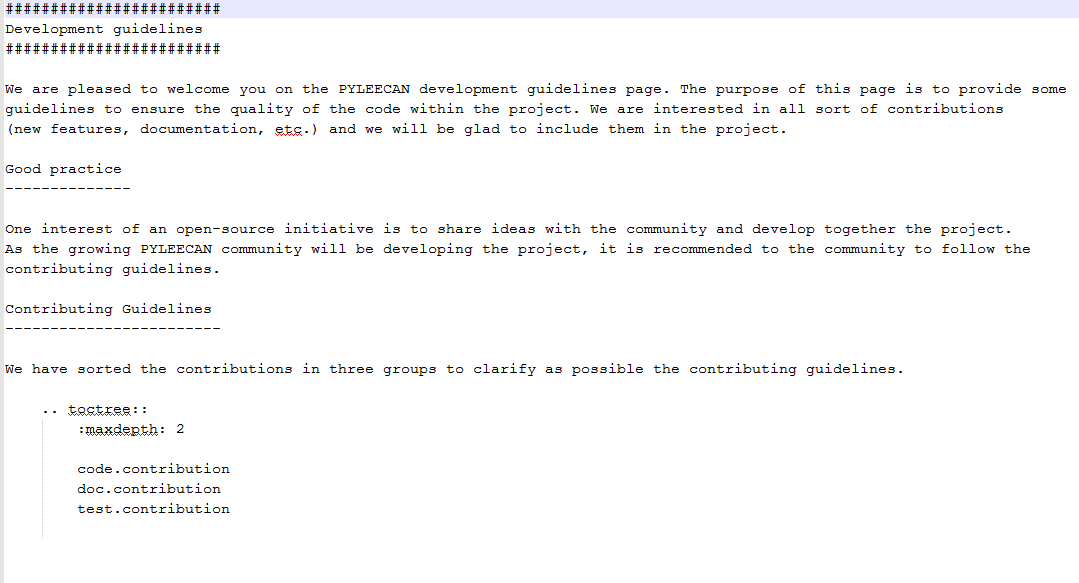 ########################
Development guidelines
########################
We are pleased to welcome you on the PYLEECAN development guidelines page. The purpose of this page is to provide some
guidelines to ensure the quality of the code within the project. We are interested in all sort of contributions
(new features, documentation, etc.) and we will be glad to include them in the project.
Good practice
--------------
One interest of an open-source initiative is to share ideas with the community and develop together the project.
As the growing PYLEECAN community will be developing the project, it is recommended to the community to follow the
contributing guidelines.
Contributing Guidelines
------------------------
We have sorted the contributions in three groups to clarify as possible the contributing guidelines.
.. toctree::
:maxdepth: 2
code.contribution
doc.contribution
test.contribution